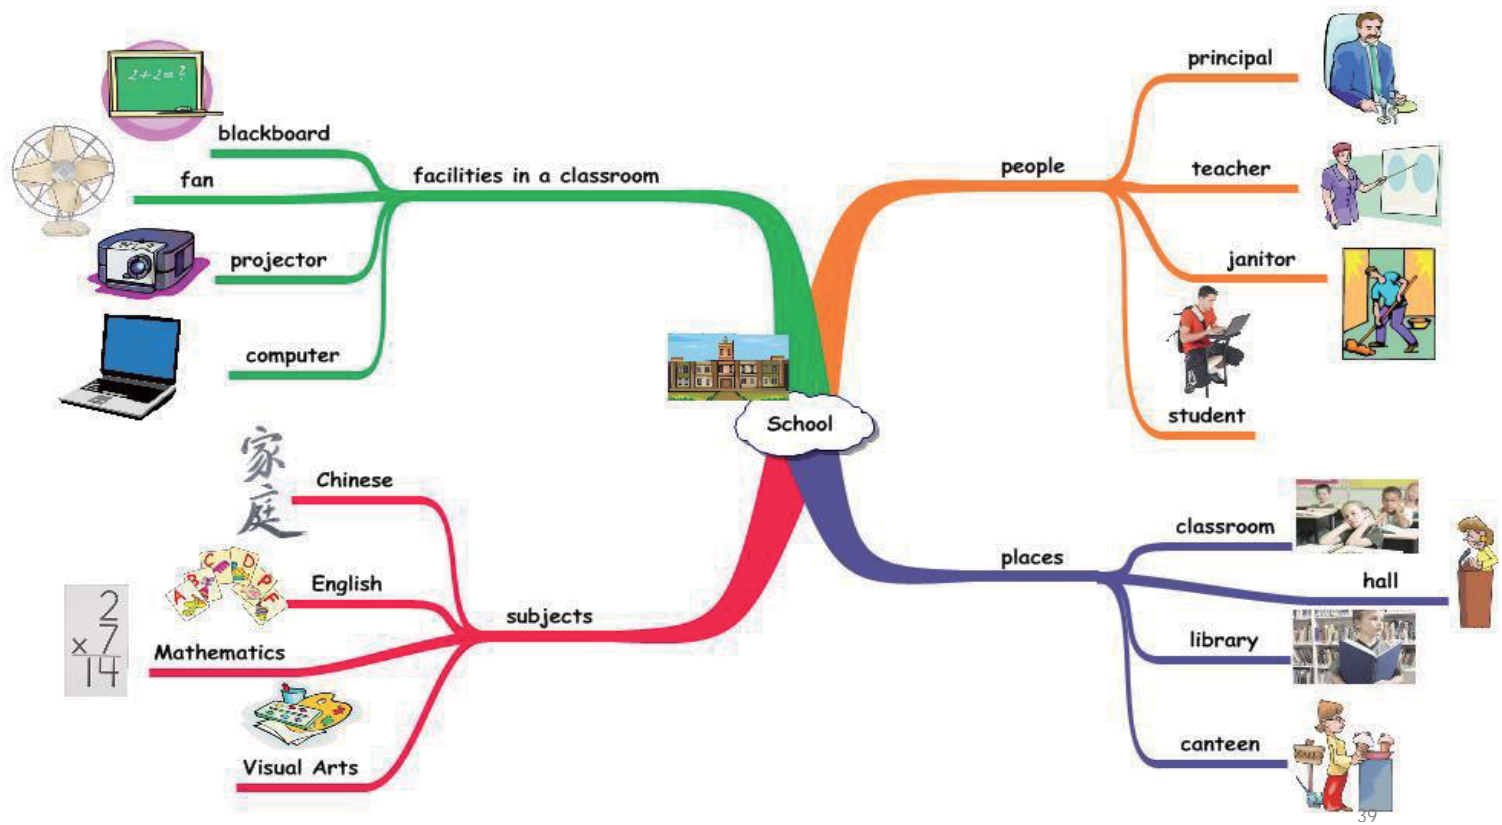 School
facilities in a classroom
2+2=?
blackboard
fan
projector
computer
people
principal
teacher
janitor
student
subjects
家
庭
Chinese
A B C D P F
English
2
× 7
14
Mathematics
Visual Arts
places
classroom
hall
library
canteen
39